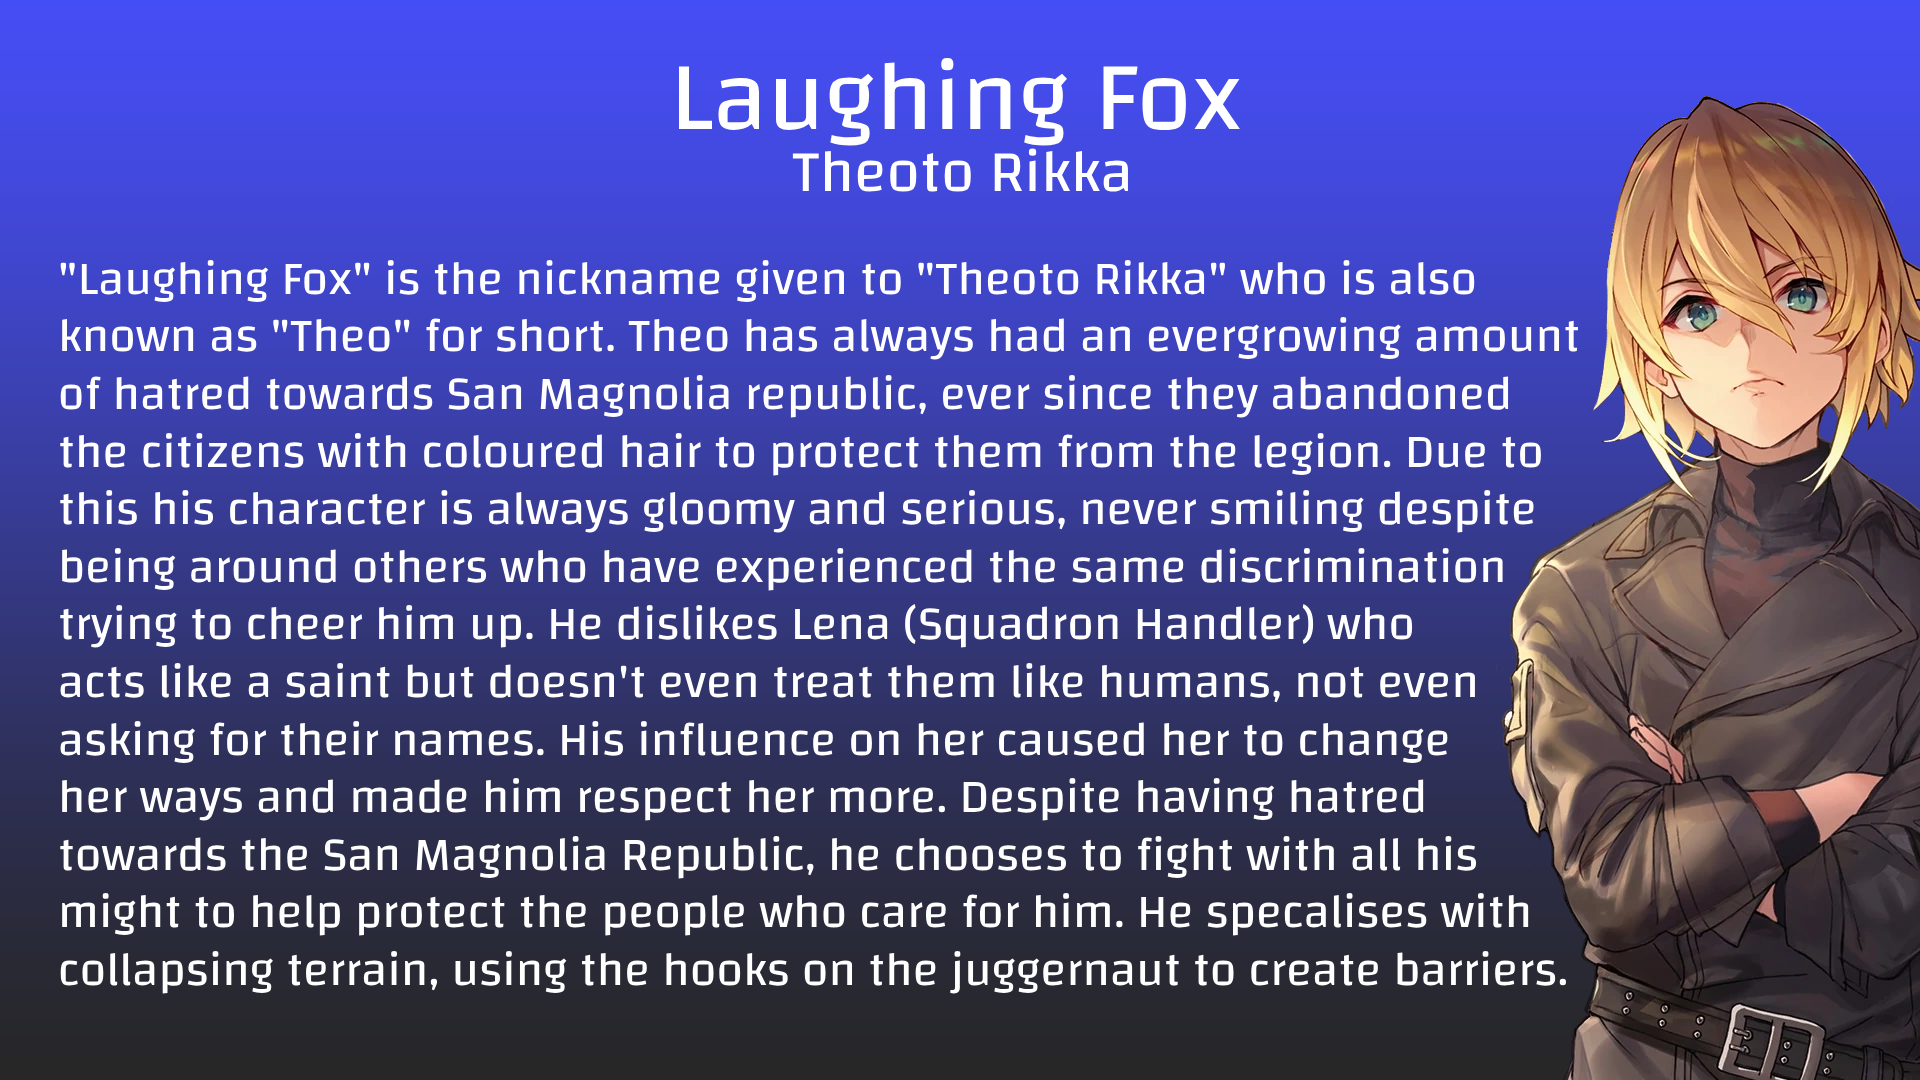 Laughing Fox
Theoto Rikka
"Laughing Fox" is the nickname given to "Theoto Rikka" who is also
known as "Theo" for short. Theo has always had an evergrowing amount
of hatred towards San Magnolia republic, ever since they abandoned
the citizens with coloured hair to protect them from the legion. Due to
this his character is always gloomy and serious, never smiling despite
being around others who have experienced the same discrimination
trying to cheer him up. He dislikes Lena (Squadron Handler) who
acts like a saint but doesn't even treat them like humans, not even
asking for their names. His influence on her caused her to change
her ways and made him respect her more. Despite having hatred
towards the San Magnolia Republic, he chooses to fight with all his
might to help protect the people who care for him. He specalises with
collapsing terrain, using the hooks on the juggernaut to create barriers.